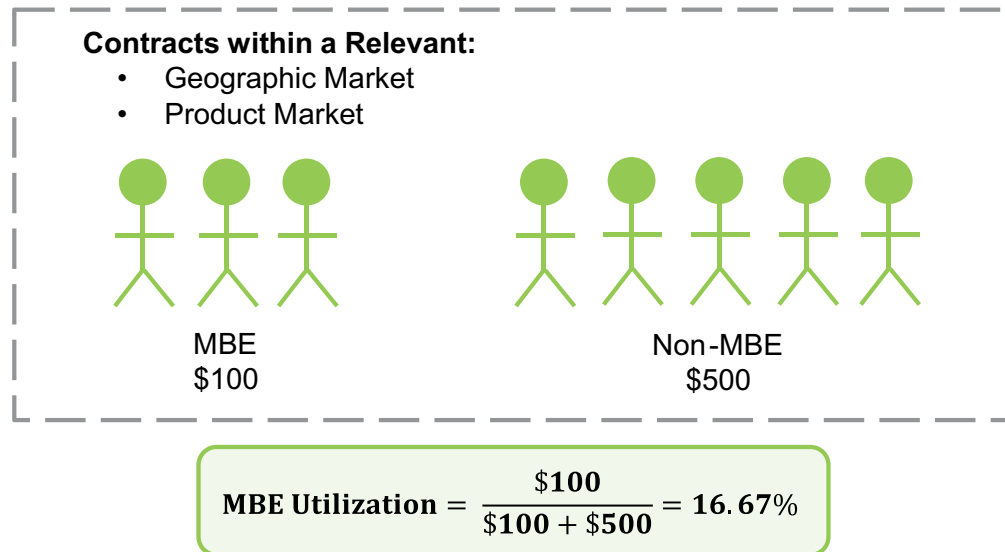 Contracts within a Relevant:
• Geographic Market
• Product Market
MBE
$100
Non-MBE
$500
MBE Utilization = $100 / $100 + $500 = 16.67%